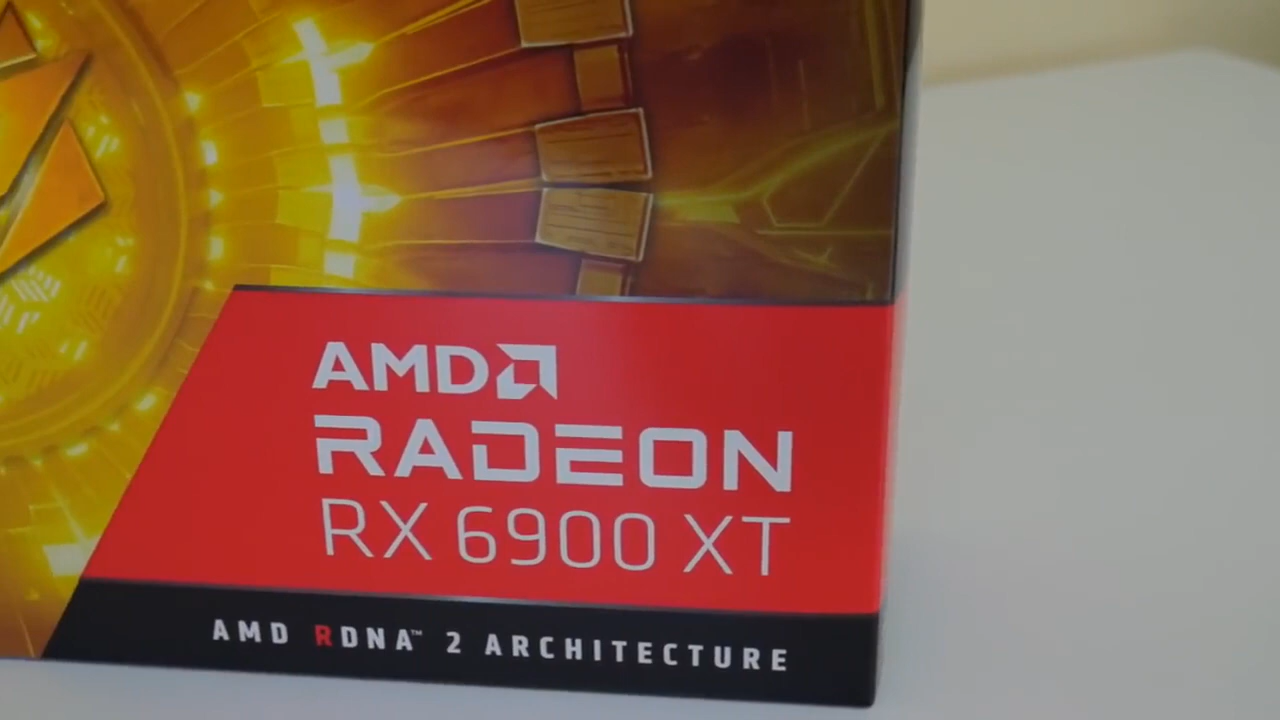 AMD
RADEON
RX 6900 XT
AMD RDNA™ 2 ARCHITECTURE